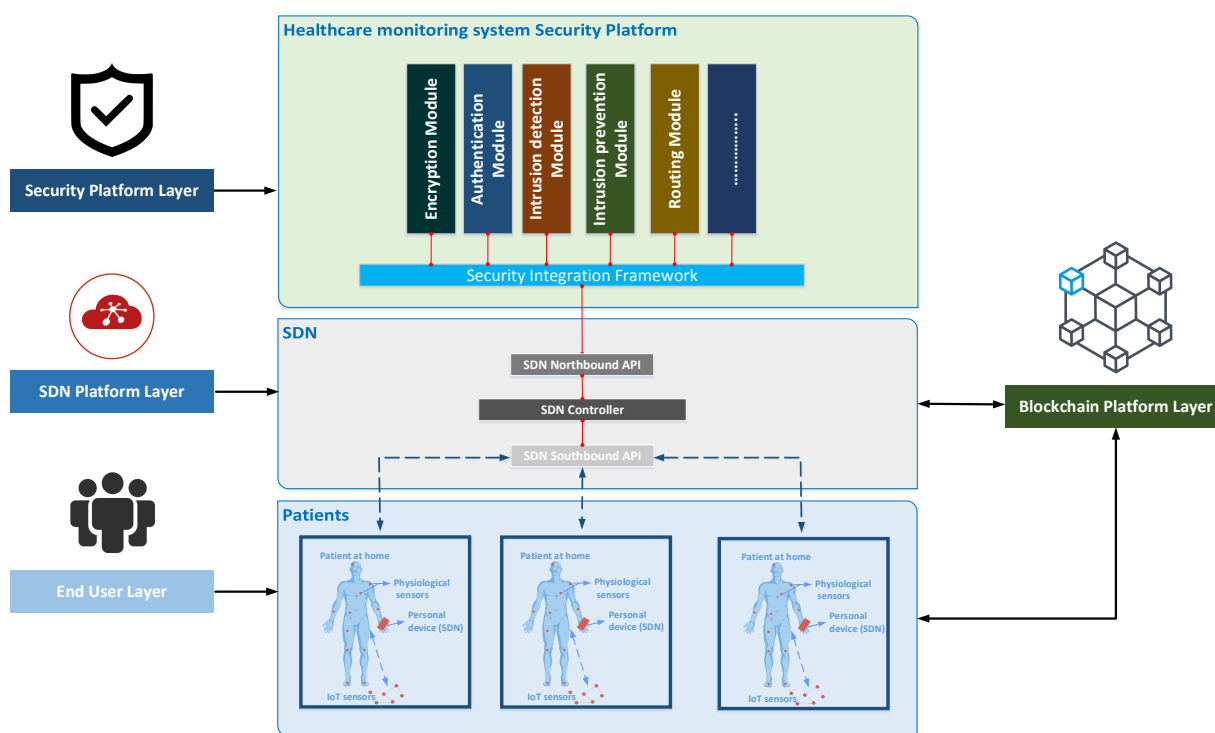 Healthcare monitoring system Security Platform
Encryption Module
Authentication
Module
Intrusion detection
Module
Intrusion prevention
Module
Routing Module
..................
Security Integration Framework
Security Platform Layer
SDN
SDN Northbound API
SDN Controller
SDN Southbound API
SDN Platform Layer
Blockchain Platform Layer
Patients
End User Layer
Patient at home
Physiological
sensors
Personal
device (SDN)
IoT sensors
Patient at home
Physiological
sensors
Personal
device (SDN)
IoT sensors
Patient at home
Physiological
sensors
Personal
device (SDN)
IoT sensors